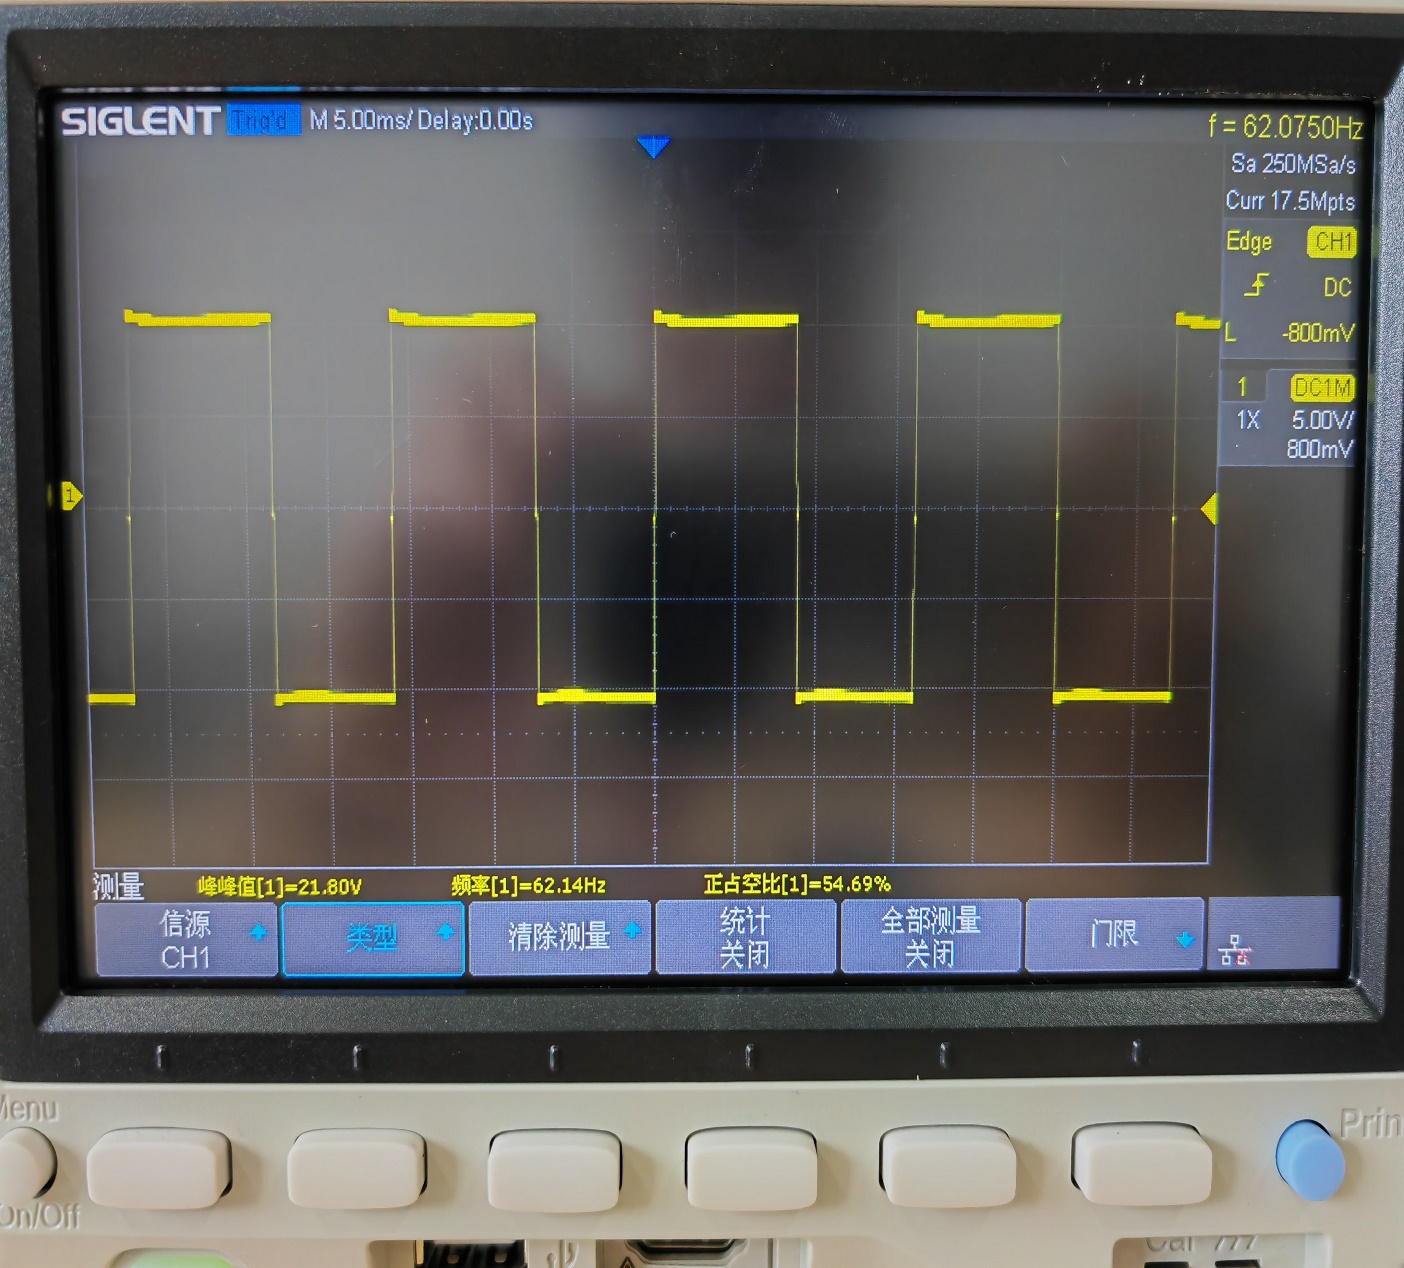 SIGLENT Trig'd M 5.00ms/ Delay:0.00s
f = 62.0750Hz
Sa 250MSa/s
Curr 17.5Mpts
Edge CH1
DC
L -800mV
1 DC1M
1X 5.00V/
800mV
1
测量 峰峰值[1]=21.80V 频率[1]=62.14Hz 正占空比[1]=54.69%
信源
CH1
类型
清除测量
统计
关闭
全部测量
关闭
门限
Menu
On/Off
Prin